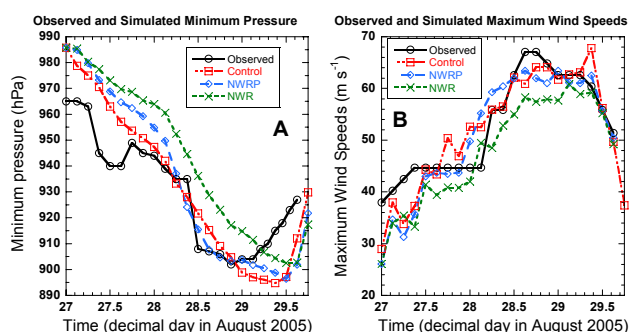 Observed and Simulated Minimum Pressure
Observed and Simulated Maximum Wind Speeds
Minimum pressure (hPa)
990
980
970
960
950
940
930
920
910
900
890
27
27.5
28
28.5
29
29.5
Time (decimal day in August 2005)
Observed
Control
NWRP
NWR
A
Maximum Wind Speeds (m s⁻¹)
70
60
50
40
30
20
27
27.5
28
28.5
29
29.5
Time (decimal day in August 2005)
Observed
Control
NWRP
NWR
B